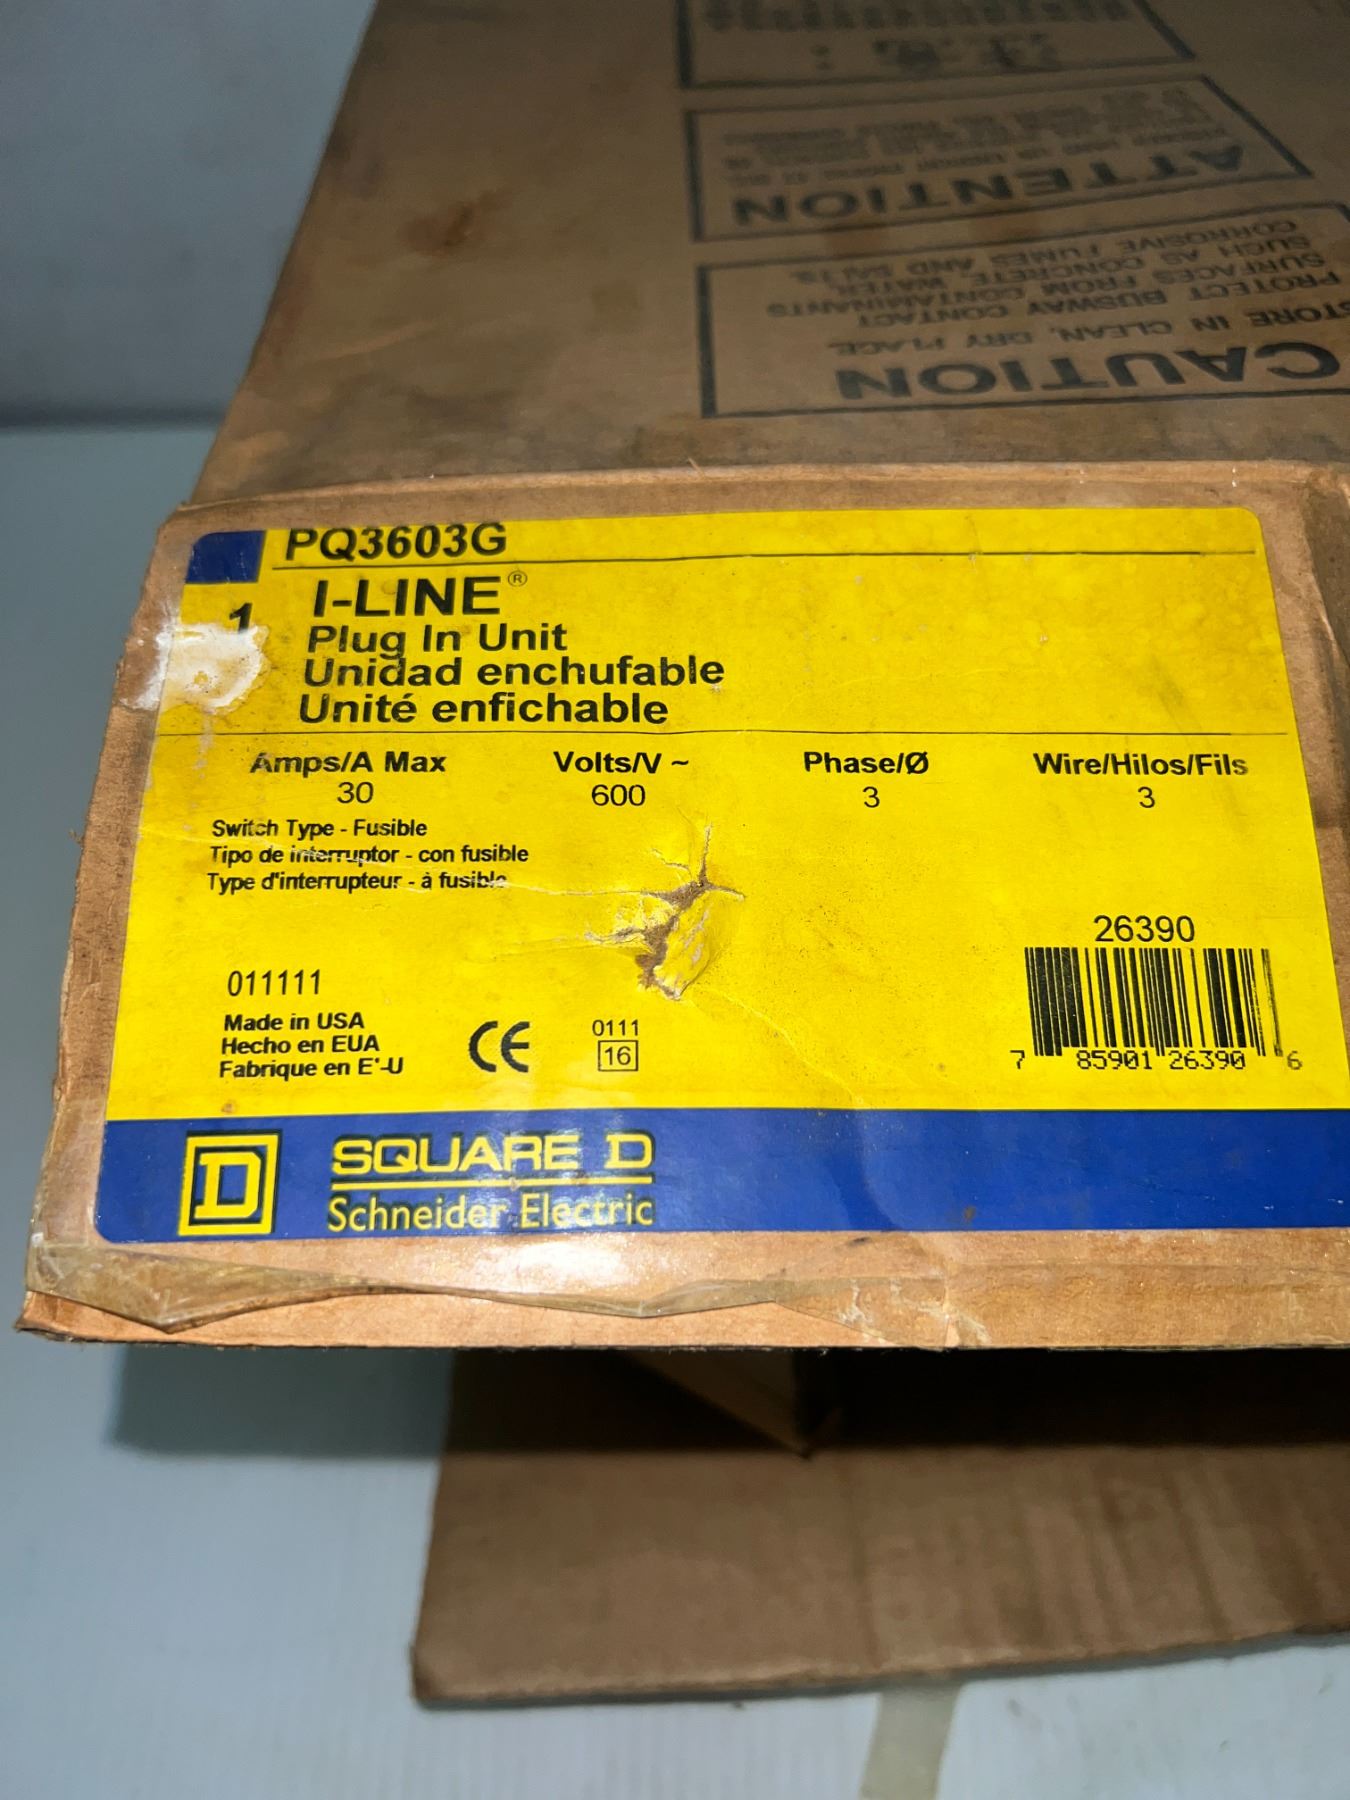 ATTENTION
CAUTION
STORE IN CLEAN, DRY PLACE.
PROTECT BUSWAY CONTACT
SURFACES FROM CONTAMINANTS
SUCH AS CONCRETE WATER,
CORROSIVE FUMES AND SALTS.
PQ3603G
1
I-LINE®
Plug In Unit
Unidad enchufable
Unité enfichable
Amps/A Max Volts/V ~ Phase/Ø Wire/Hilos/Fils
30 600 3 3
Switch Type - Fusible
Tipo de interruptor - con fusible
Type d'interrupteur - à fusible
26390
011111
Made in USA
Hecho en EUA
Fabrique en E'-U
CE
0111
16
7 85901 26390 6
D
SQUARE D
Schneider Electric